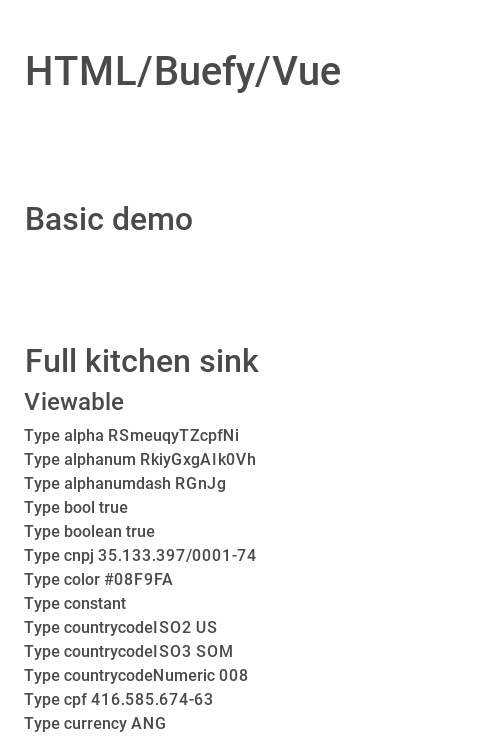 HTML/Buefy/Vue
Basic demo
Full kitchen sink
Viewable
Type alpha RSmeuqyTZcpfNi
Type alphanum RkiyGxgAIk0Vh
Type alphanumdash RGnJg
Type bool true
Type boolean true
Type cnpj 35.133.397/0001-74
Type color #08F9FA
Type constant
Type countrycodeISO2 US
Type countrycodeISO3 SOM
Type countrycodeNumeric 008
Type cpf 416.585.674-63
Type currency ANG